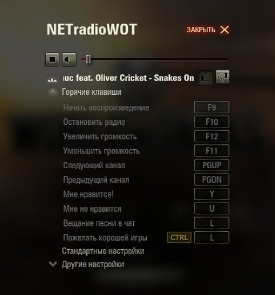 NETradioWOT ЗАКРЫТЬ
uc feat. Oliver Cricket - Snakes On
Горячие клавиши
Начать воспроизведение F9
Остановить радио F10
Увеличить громкость F12
Уменьшить громкость F11
Следующий канал PGUP
Предыдущий канал PGDN
Мне нравится! Y
Мне не нравится U
Вещание песни в чат L
Пожелать хорошей игры CTRL L
Стандартные настройки
Другие настройки